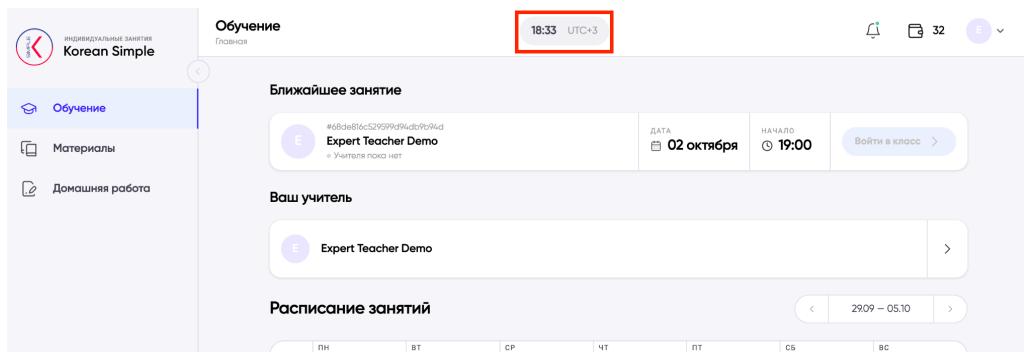 SIMPLE
ИНДИВИДУАЛЬНЫЕ ЗАНЯТИЯ
Korean Simple
Обучение
Материалы
Домашняя работа
Обучение
Главная
18:33 UTC+3
32
E
Ближайшее занятие
E
#68de816c529599d94db9b94d
Expert Teacher Demo
Учителя пока нет
ДАТА
02 октября
НАЧАЛО
19:00
Войти в класс
Ваш учитель
E
Expert Teacher Demo
Расписание занятий
29.09 — 05.10
ПН ВТ СР ЧТ ПТ СБ ВС